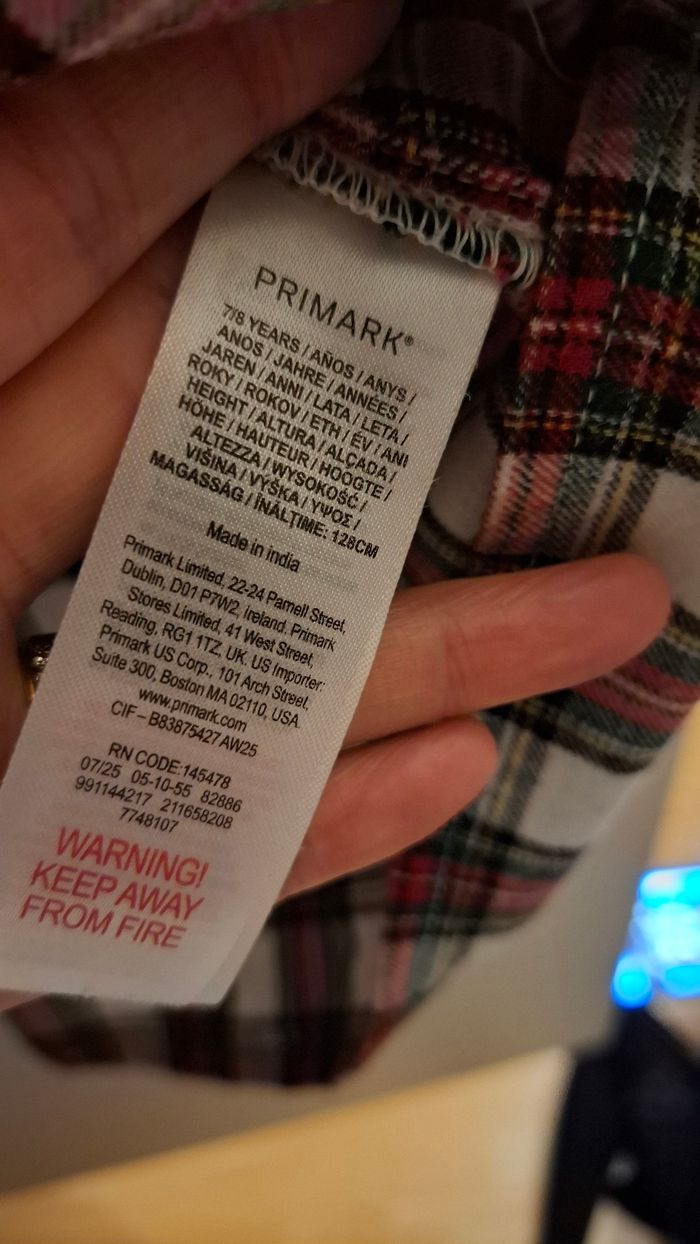 PRIMARK®
7/8 YEARS / AÑOS / ANYS /
ANOS / JAHRE / ANNÉES /
JAREN / ANNI / LATA / LETA /
ROKY / ROKOV / ETH / ÉV / ANI
HEIGHT / ALTURA / ALÇADA /
HÖHE / HAUTEUR / HOOGTE /
ALTEZZA / WYSOKOŚĆ /
VIŠINA / VÝŠKA / ΥΨΟΣ /
MAGASSÁG / ÎNĂLȚIME: 128CM
Made in india
Primark Limited, 22-24 Parnell Street,
Dublin, D01 P7W2, Ireland. Primark
Stores Limited, 41 West Street,
Reading, RG1 1TZ, UK. US Importer:
Primark US Corp., 101 Arch Street,
Suite 300, Boston MA 02110, USA.
www.primark.com
CIF – B83875427 AW25
RN CODE:145478
07/25 05-10-55 82886
991144217 211658208
7748107
WARNING!
KEEP AWAY
FROM FIRE